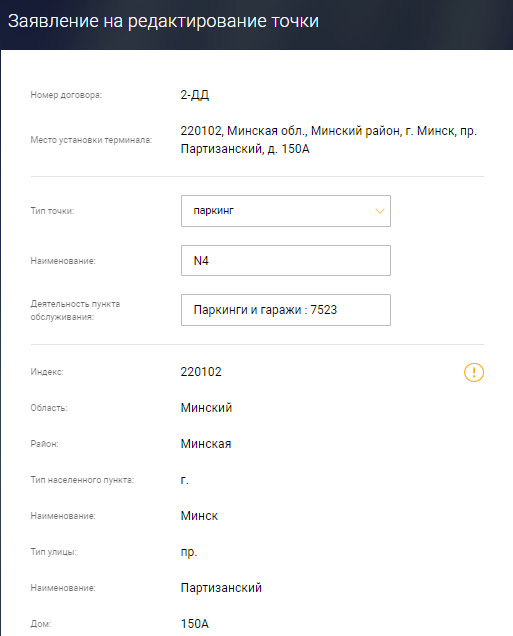 Заявление на редактирование точки
Номер договора: 2-ДД
Место установки терминала: 220102, Минская обл., Минский район, г. Минск, пр.
Партизанский, д. 150А
Тип точки: паркинг
Наименование: N4
Деятельность пункта
обслуживания: Паркинги и гаражи : 7523
Индекс: 220102
Область: Минский
Район: Минская
Тип населенного пункта: г.
Наименование: Минск
Тип улицы: пр.
Наименование: Партизанский
Дом: 150А